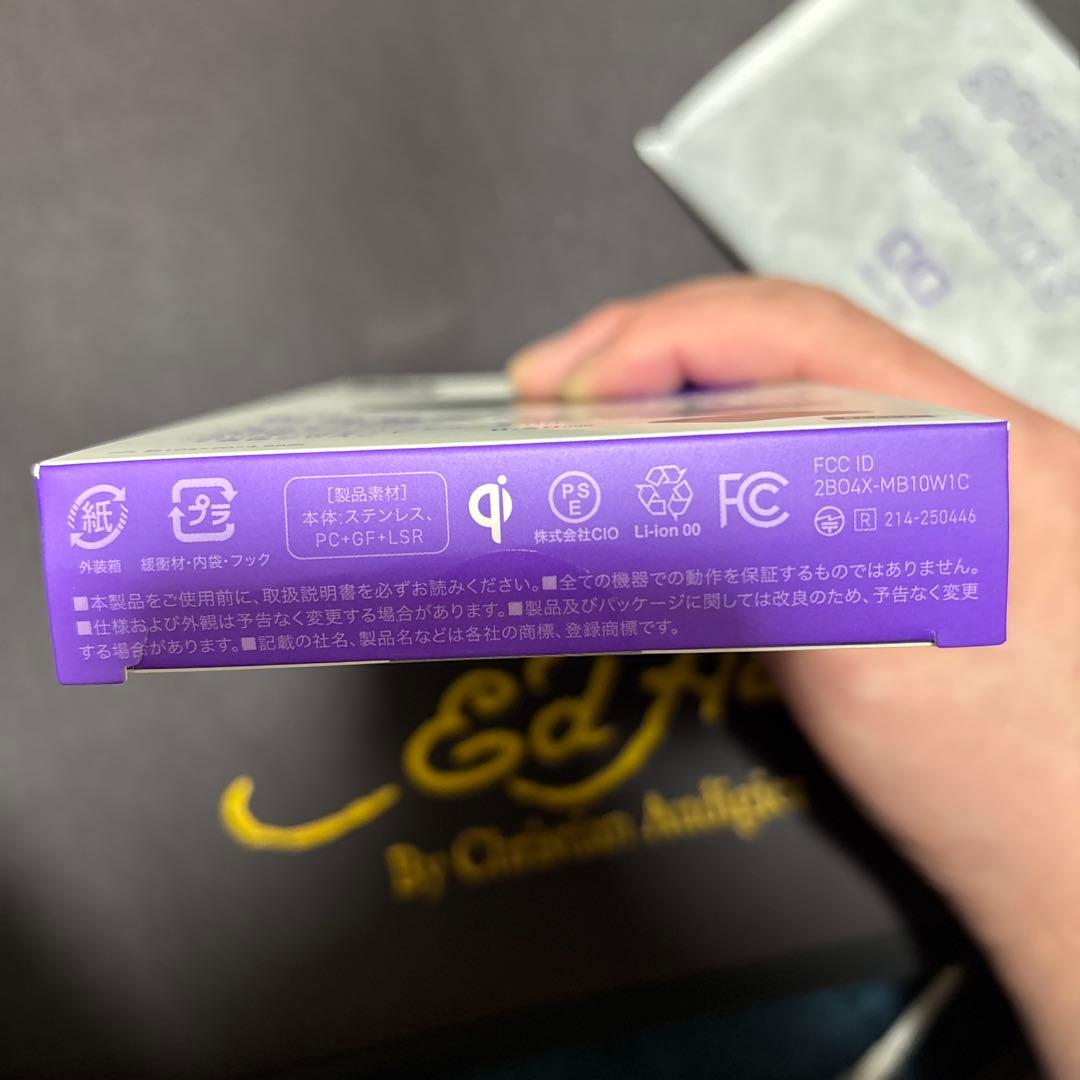 紙
外装箱
プラ
緩衝材・内袋・フック
［製品素材］
本体:ステンレス、
PC+GF+LSR
qi
PSE
株式会社CIO
Li-ion 00
FC
FCC ID
2BO4X-MB10W1C
R 214-250446
■本製品をご使用前に、取扱説明書を必ずお読みください。■全ての機器での動作を保証するものではありません。
■仕様および外観は予告なく変更する場合があります。■製品及びパッケージに関しては改良のため、予告なく変更
する場合があります。■記載の社名、製品名などは各社の商標、登録商標です。
Ed
By Christian Audigier